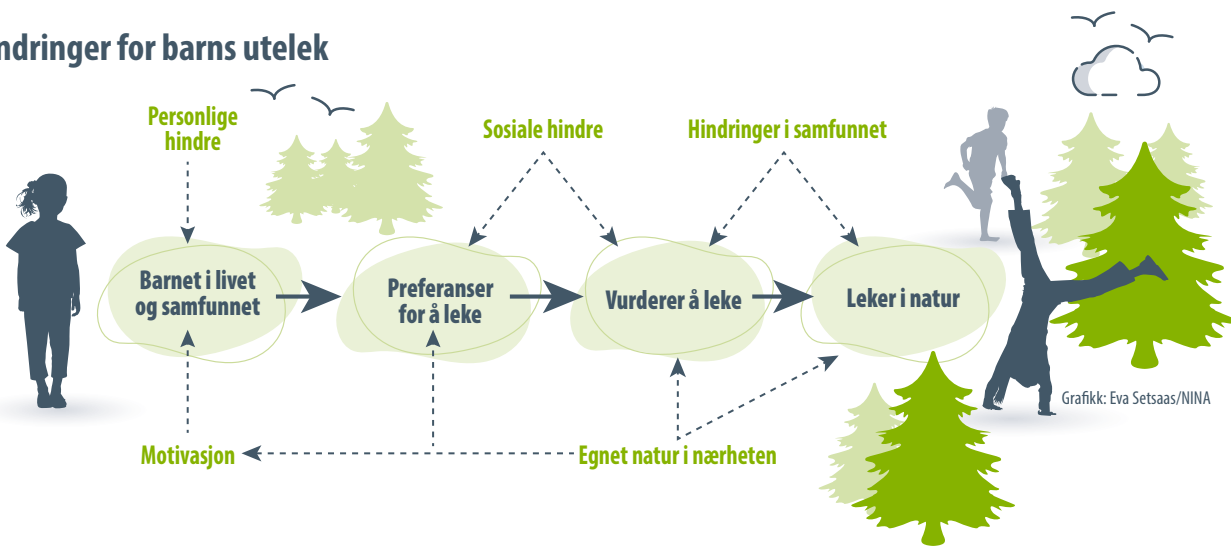 ndringer for barns utelek
Personlige
hindre
Sosiale hindre
Hindringer i samfunnet
Barnet i livet
og samfunnet
Preferanser
for å leke
Vurderer å leke
Leker i natur
Grafikk: Eva Setsaas/NINA
Motivasjon
Egnet natur i nærheten